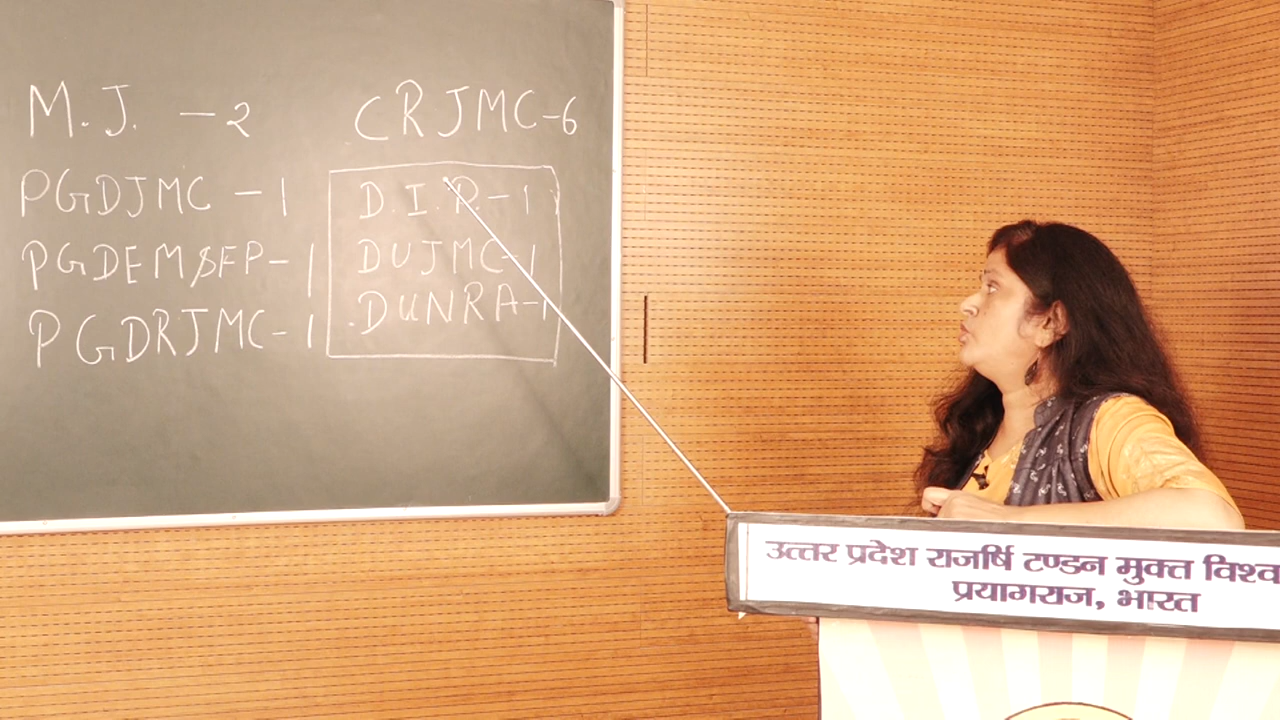 M.J. - 2
PGDJMC - 1
PGDEM&FP - 1
PGDRJMC - 1
CRJMC-6
D.I.R. - 1
DUJMC-1
DUNRA-1
उत्तर प्रदेश राजर्षि टण्डन मुक्त विश्व
प्रयागराज, भारत